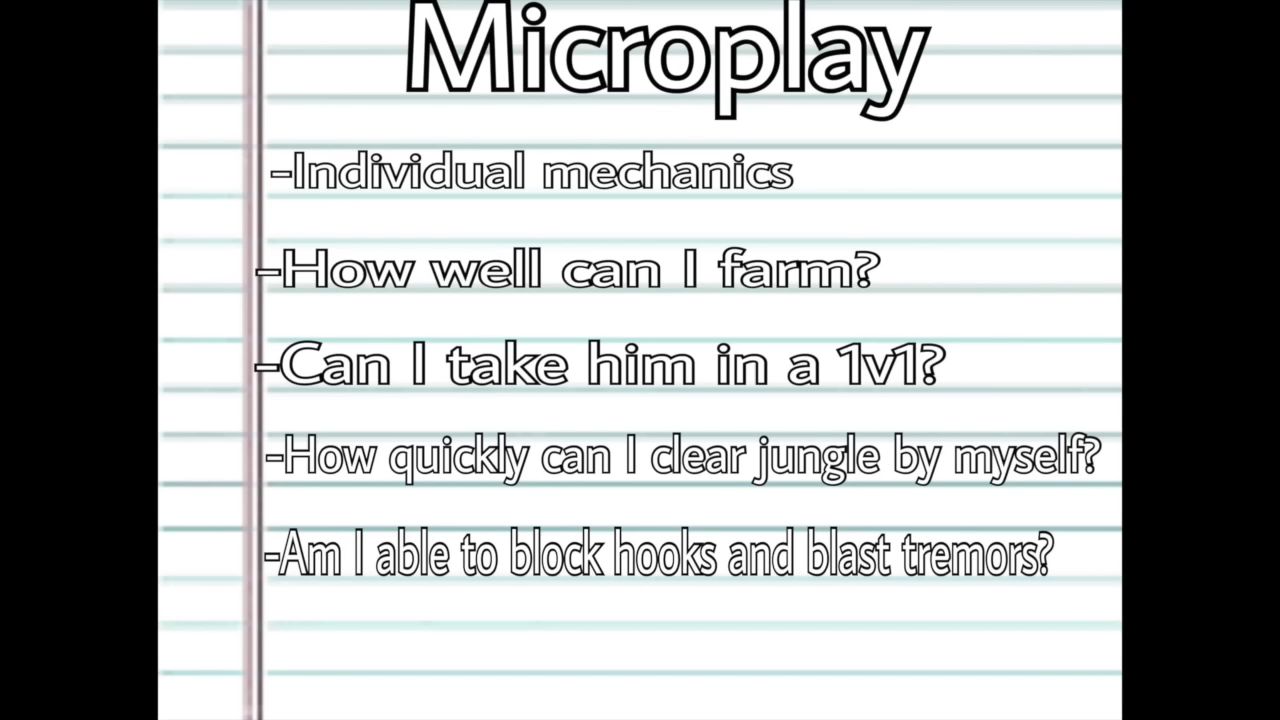 Microplay
-Individual mechanics
-How well can I farm?
-Can I take him in a 1v1?
-How quickly can I clear jungle by myself?
-Am I able to block hooks and blast tremors?